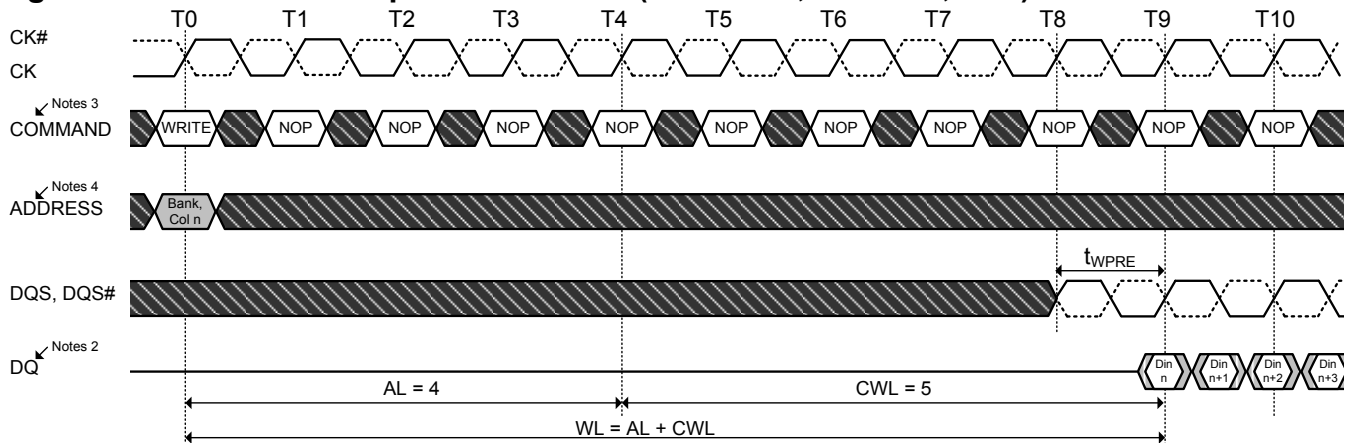 T0 T1 T2 T3 T4 T5 T6 T7 T8 T9 T10
CK#
CK
Notes 3
COMMAND WRITE NOP NOP NOP NOP NOP NOP NOP NOP NOP NOP
Notes 4
ADDRESS
Bank,
Col n
tWPRE
DQS, DQS#
Notes 2
DQ
Din Din Din Din
n n+1 n+2 n+3
AL = 4 CWL = 5
WL = AL + CWL